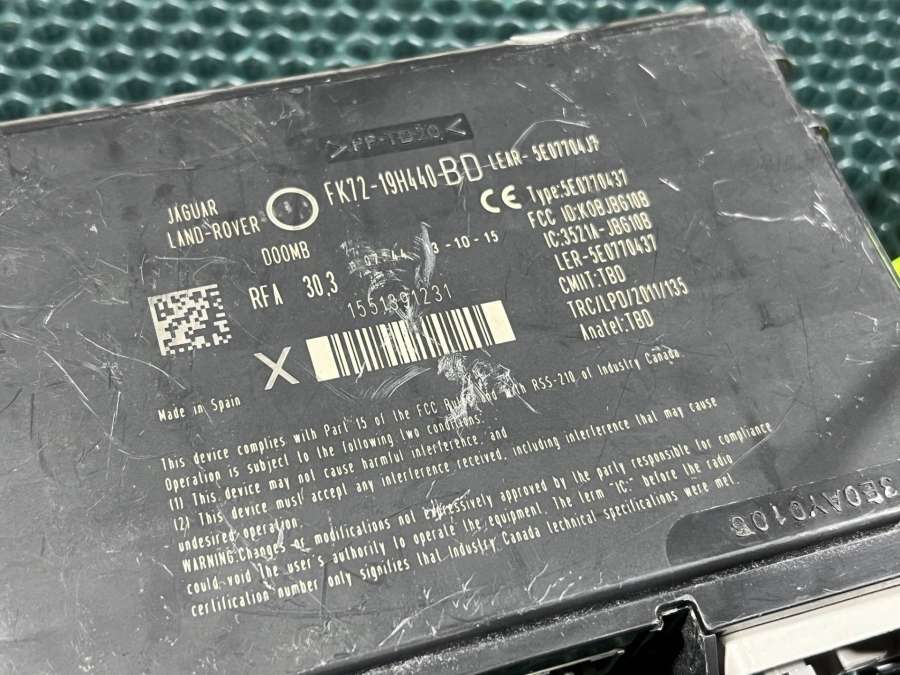 >PP-TD20<
JAGUAR
LAND-ROVER
FK72-19H440-BD LEAR- 5E07704JP
D00MB
3-10-15
RFA 30.3
1551891231
CE
Type:5E0770437
FCC ID:KOBJBG10B
IC:3521A-JBG10B
LER-5E0770437
CMIIT:TBD
TRC/LPD/2011/135
Anatel:TBD
X
Made in Spain
This device complies with Part 15 of the FCC and with RSS-210 of Industry Canada
Operation is subject to the following two conditions:
(1) This device may not cause harmful interference, and
(2) This device must accept any interference received, including interference that may cause
undesired operation.
WARNING:Changes or modifications not expressively approved by the party responsible for compliance
could void the user's authority to operate the equipment. The term "IC:" before the radio
certification number only signifies that Industry Canada technical specifications were met.
3E0AY0105